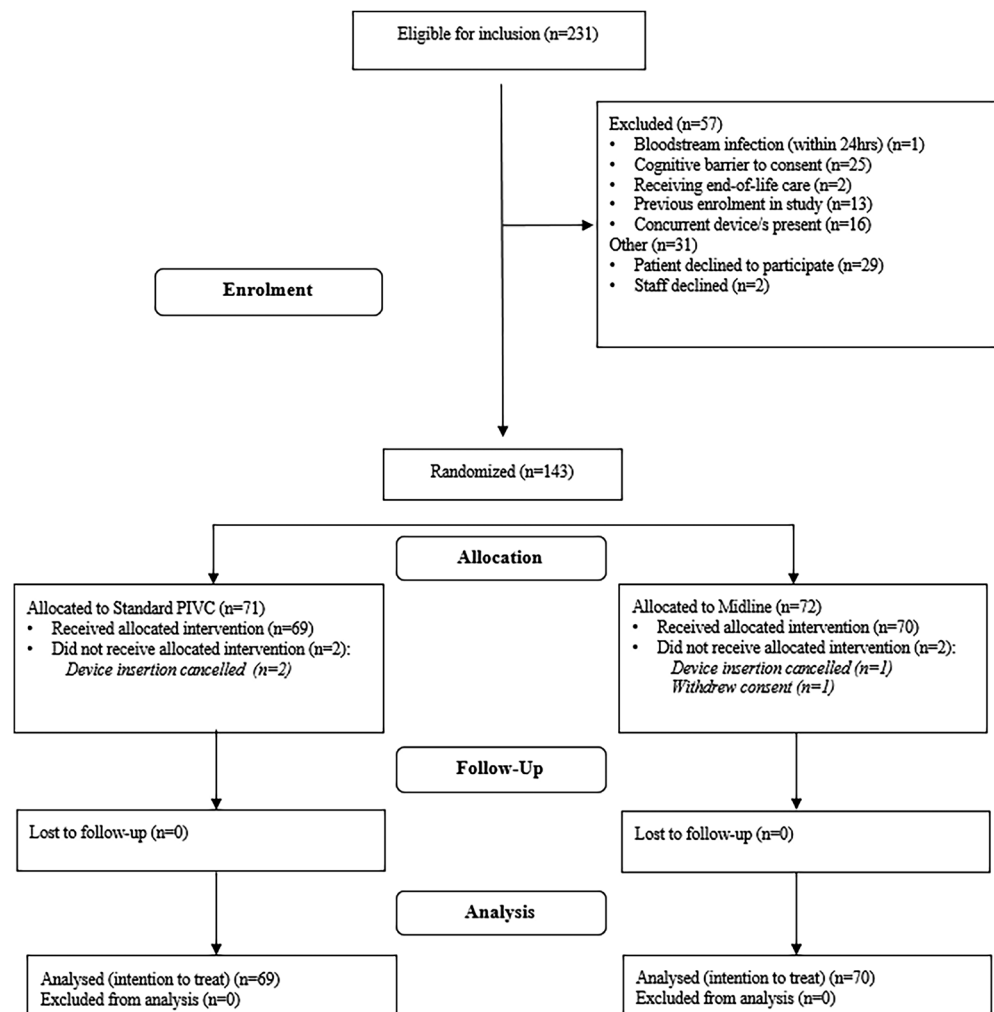 Eligible for inclusion (n=231)
Excluded (n=57)
• Bloodstream infection (within 24hrs) (n=1)
• Cognitive barrier to consent (n=25)
• Receiving end-of-life care (n=2)
• Previous enrolment in study (n=13)
• Concurrent device/s present (n=16)
Other (n=31)
• Patient declined to participate (n=29)
• Staff declined (n=2)
Enrolment
Randomized (n=143)
Allocation
Allocated to Standard PIVC (n=71)
• Received allocated intervention (n=69)
• Did not receive allocated intervention (n=2):
Device insertion cancelled (n=2)
Allocated to Midline (n=72)
• Received allocated intervention (n=70)
• Did not receive allocated intervention (n=2):
Device insertion cancelled (n=1)
Withdrew consent (n=1)
Follow-Up
Lost to follow-up (n=0)
Lost to follow-up (n=0)
Analysis
Analysed (intention to treat) (n=69)
Excluded from analysis (n=0)
Analysed (intention to treat) (n=70)
Excluded from analysis (n=0)